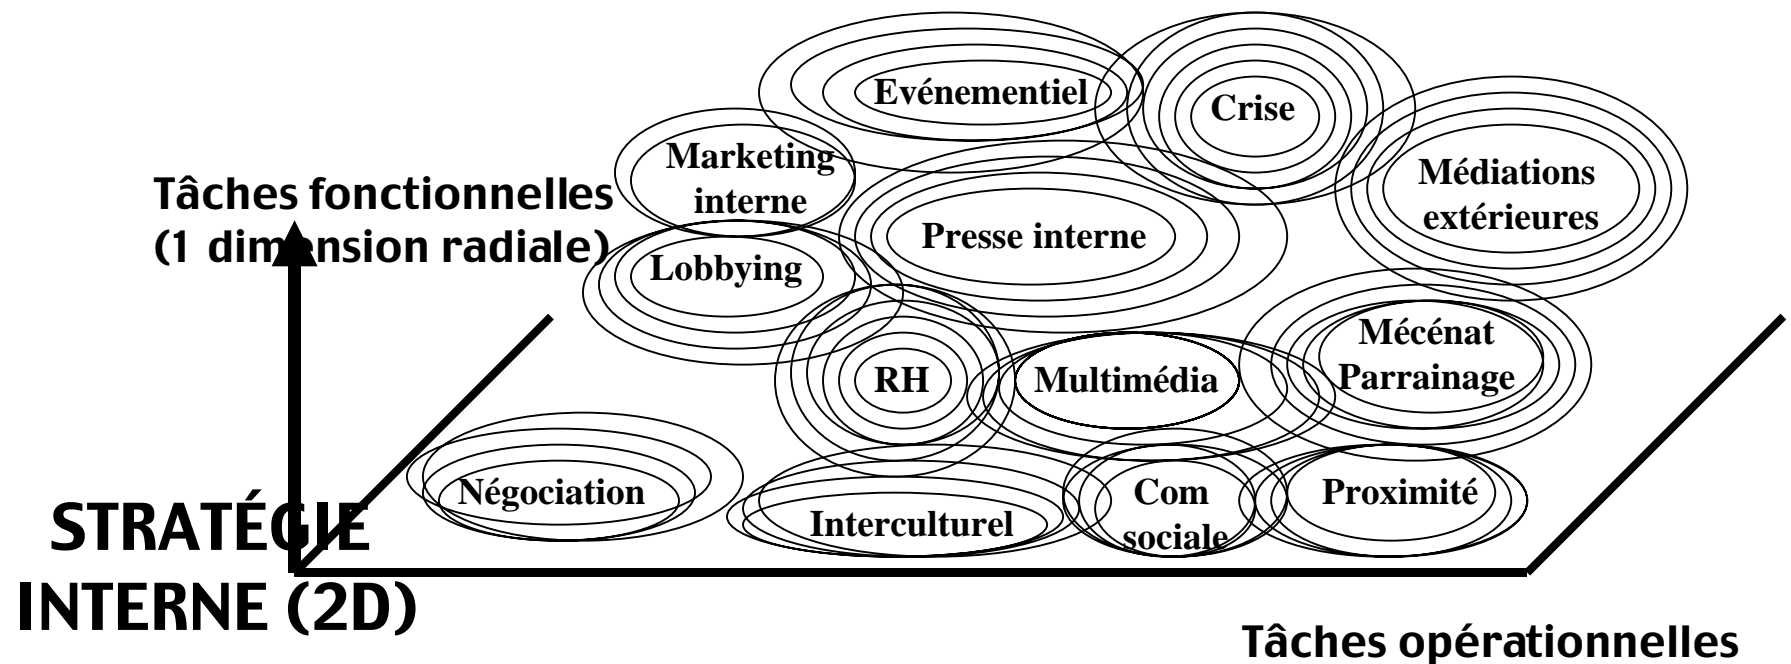 Evénementiel
Crise
Marketing
interne
Médiations
extérieures
Tâches fonctionnelles
(1 dimension radiale)
Presse interne
Lobbying
Mécénat
Parrainage
RH
Multimédia
Négociation
Interculturel
Com
sociale
Proximité
STRATÉGIE
INTERNE (2D)
Tâches opérationnelles